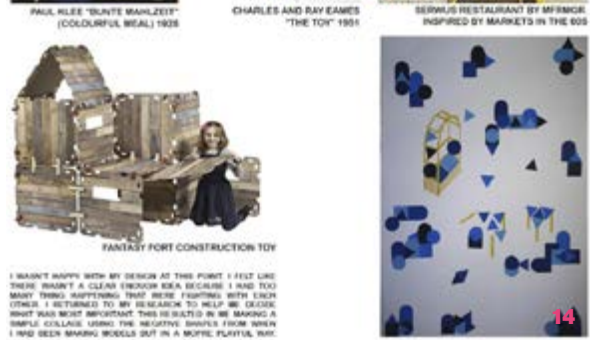 PAUL KLEE "BUNTE MAHLZEIT"
(COLOURFUL MEAL) 1928
CHARLES AND RAY EAMES
"THE TOY" 1951
SERWUS RESTAURANT BY MFRMGR
INSPIRED BY MARKETS IN THE 60S
FANTASY FORT CONSTRUCTION TOY
I WASN'T HAPPY WITH MY DESIGN AT THIS POINT I FELT LIKE
THERE WASN'T A CLEAR ENOUGH IDEA BECAUSE I HAD TOO
MANY THING HAPPENING THAT WERE FIGHTING WITH EACH
OTHER. I RETURNED TO MY RESEARCH TO HELP ME DECIDE
WHAT WAS MOST IMPORTANT. THIS RESULTED IN ME MAKING A
SIMPLE COLLAGE USING THE NEGATIVE SHAPES FROM WHEN
I HAD BEEN MAKING MODELS BUT IN A MOPRE PLAYFUL WAY.
14